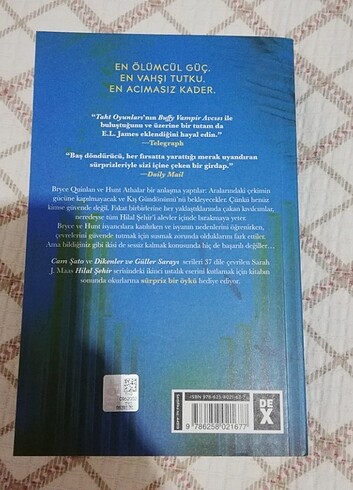 EN ÖLÜMCÜL GÜÇ.
EN VAHŞİ TUTKU.
EN ACIMASIZ KADER.
“Taht Oyunları’nın Buffy Vampir Avcısı ile
buluştuğunu ve üzerine bir tutam da
E.L. James eklendiğini hayal edin.”
—Telegraph
“Baş döndürücü, her fırsatta yarattığı merak uyandıran
sürprizleriyle sizi içine çeken bir girdap.”
—Daily Mail
Bryce Quinlan ve Hunt Athalar bir anlaşma yaptılar: Aralarındaki çekimin
gücüne kapılmayacak ve Kış Gündönümü’nü bekleyecekler. Çünkü henüz
kimse güvende değil. Fakat birbirlerine her yaklaştıklarında çakan kıvılcımlar,
neredeyse tüm Hilal Şehir’i alevler içinde bırakmaya yeter.
Bryce ve Hunt isyancılara katılırken ve isyanın nedenlerini öğrenirken,
çevrelerini güvende tutmak için susmak zorunda olduklarını fark ettiler.
Ama bildiğiniz gibi ikisi de sessiz kalmak konusunda hiç de başarılı değiller…
Cam Şato ve Dikenler ve Güller Sarayı serileri 37 dile çevrilen Sarah
J. Maas Hilal Şehir serisindeki ikinci ustalık eserini kutlamak için kitabın
sonunda okurlarına sürpriz bir öykü hediye ediyor.
DE
X
9 786258 021677